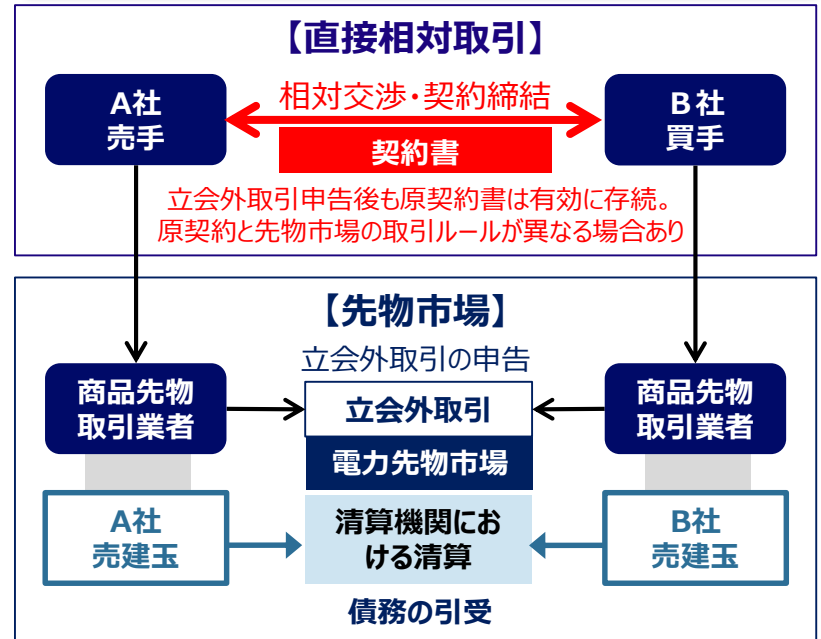 【直接相対取引】
A社
売手
相対交渉・契約締結
B社
買手
契約書
立会外取引申告後も原契約書は有効に存続。
原契約と先物市場の取引ルールが異なる場合あり
【先物市場】
立会外取引の申告
商品先物
取引業者
立会外取引
商品先物
取引業者
電力先物市場
A社
売建玉
清算機関にお
ける清算
B社
売建玉
債務の引受